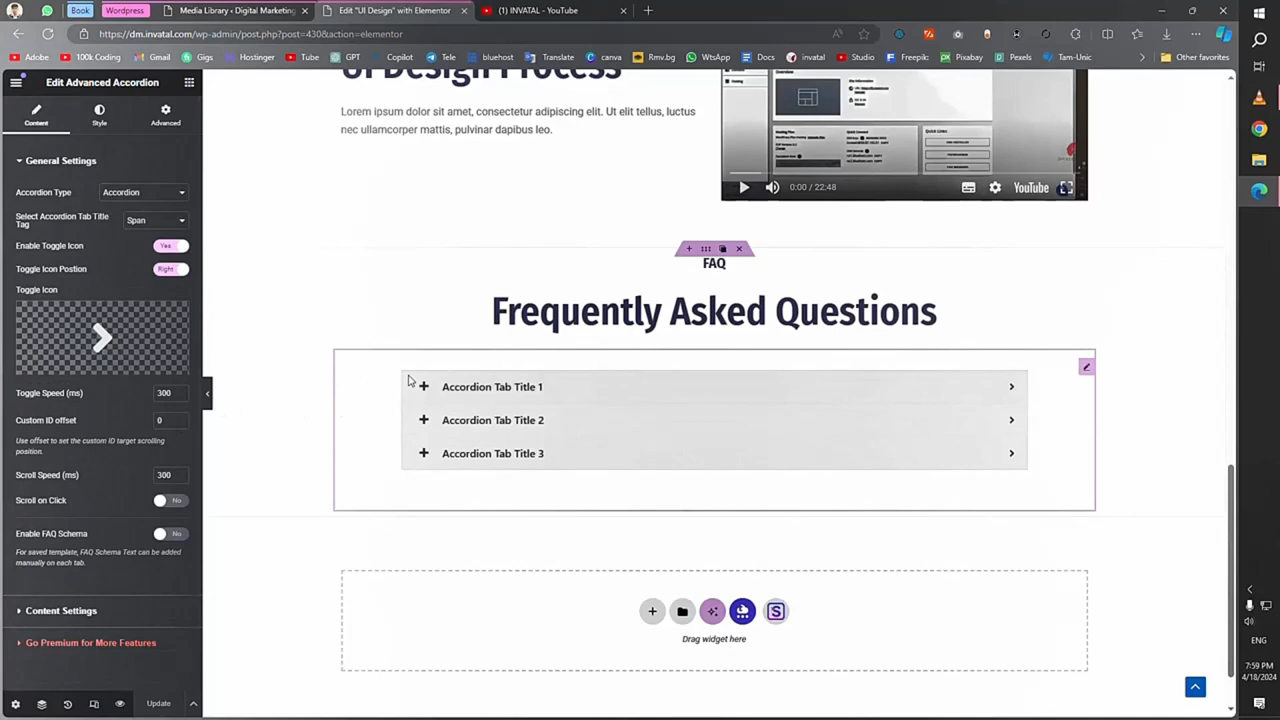 Book
Wordpress
Media Library ‹ Digital Marketing
Edit "UI Design" with Elementor
(1) INVATAL - YouTube
https://dm.invatal.com/wp-admin/post.php?post=430&action=elementor
Adobe
100k Coding
Gmail
Gigs
Hostinger
Tube
GPT
Copilot
Tele
bluehost
Translate
canva
Rmv.bg
WtsUp
Docs
invatal
Studio
Freepik
Pexels
Tam-Unic
Other favorites
Edit Advanced Accordion
Content
Style
Advanced
General Settings
Accordion Type
Accordion
Select Accordion Tab Title
Tag
Span
Enable Toggle Icon
Yes
Toggle Icon Postion
Right
Toggle Icon
Toggle Speed (ms)
300
Custom ID offset
0
Use offset to set the custom ID target scrolling
position.
Scroll Speed (ms)
300
Scroll on Click
No
Enable FAQ Schema
No
For saved template, FAQ Schema Text can be added
manually on each tab.
Content Settings
Go Premium for More Features
Update
UI Design Process
Lorem ipsum dolor sit amet, consectetur adipiscing elit. Ut elit tellus, luctus
nec ullamcorper mattis, pulvinar dapibus leo.
Overview
0:00 / 22:48
YouTube
FAQ
Frequently Asked Questions
Accordion Tab Title 1
Accordion Tab Title 2
Accordion Tab Title 3
Drag widget here
ENG
7:59 PM
4/18/2024